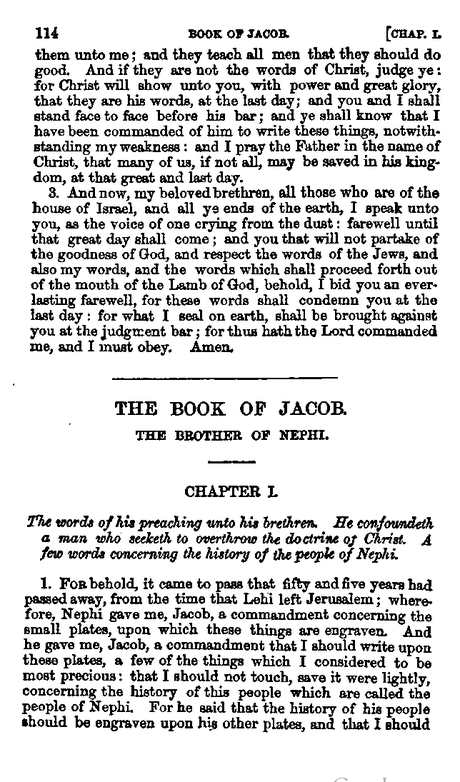 114 BOOK OF JACOB. [CHAP. I.
them unto me; and they teach all men that they should do
good. And if they are not the words of Christ, judge ye:
for Christ will show unto you, with power and great glory,
that they are his words, at the last day; and you and I shall
stand face to face before his bar; and ye shall know that I
have been commanded of him to write these things, notwith-
standing my weakness: and I pray the Father in the name of
Christ, that many of us, if not all, may be saved in his king-
dom, at that great and last day.
3. And now, my beloved brethren, all those who are of the
house of Israel, and all ye ends of the earth, I speak unto
you, as the voice of one crying from the dust: farewell until
that great day shall come; and you that will not partake of
the goodness of God, and respect the words of the Jews, and
also my words, and the words which shall proceed forth out
of the mouth of the Lamb of God, behold, I bid you an ever-
lasting farewell, for these words shall condemn you at the
last day: for what I seal on earth, shall be brought against
you at the judgment bar; for thus hath the Lord commanded
me, and I must obey. Amen.
THE BOOK OF JACOB.
THE BROTHER OF NEPHI.
CHAPTER I.
The words of his preaching unto his brethren. He confoundeth
a man who seeketh to overthrow the doctrine of Christ. A
few words concerning the history of the people of Nephi.
1. FOR behold, it came to pass that fifty and five years had
passed away, from the time that Lehi left Jerusalem; where-
fore, Nephi gave me, Jacob, a commandment concerning the
small plates, upon which these things are engraven. And
he gave me, Jacob, a commandment that I should write upon
these plates, a few of the things which I considered to be
most precious: that I should not touch, save it were lightly,
concerning the history of this people which are called the
people of Nephi. For he said that the history of his people
should be engraven upon his other plates, and that I should